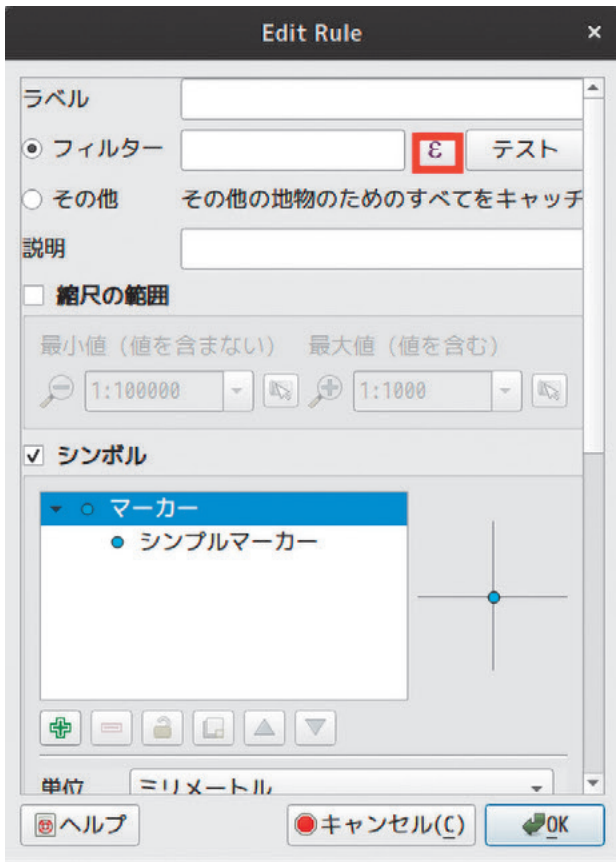 Edit Rule
ラベル
フィルター ε テスト
その他 その他の地物のためのすべてをキャッチ
説明
縮尺の範囲
最小値（値を含まない） 最大値（値を含む）
1:100000 1:1000
シンボル
マーカー
シンプルマーカー
単位 ミリメートル
ヘルプ キャンセル(C) OK